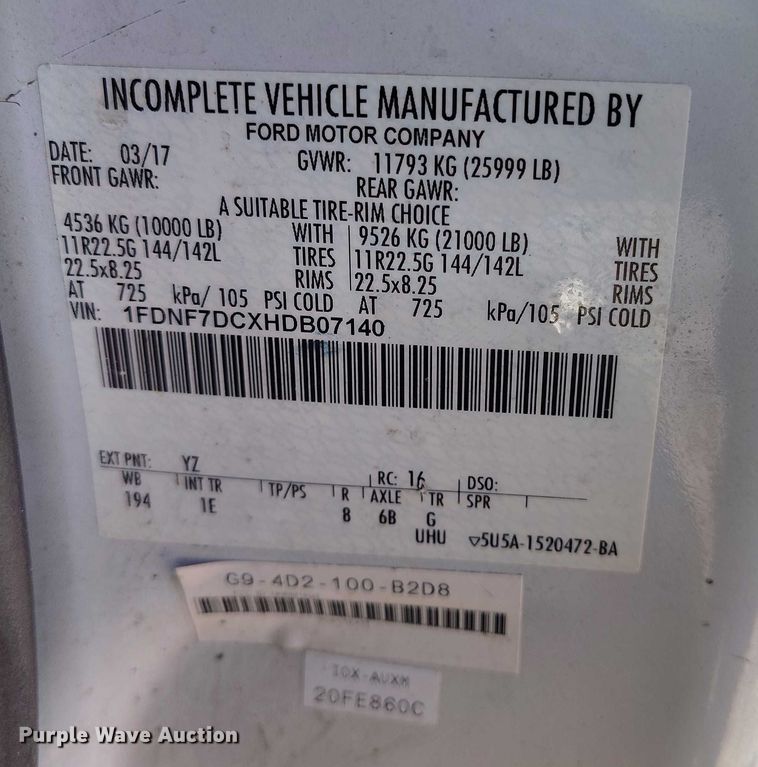 INCOMPLETE VEHICLE MANUFACTURED BY
FORD MOTOR COMPANY
DATE: 03/17 GVWR: 11793 KG (25999 LB)
FRONT GAWR: REAR GAWR:
A SUITABLE TIRE-RIM CHOICE
4536 KG (10000 LB) WITH 9526 KG (21000 LB) WITH
11R22.5G 144/142L TIRES 11R22.5G 144/142L TIRES
22.5x8.25 RIMS 22.5x8.25 RIMS
AT 725 kPa/ 105 PSI COLD AT 725 kPa/105 PSI COLD
VIN: 1FDNF7DCXHDB07140
EXT PNT: YZ RC: 16 DSO:
WB INT TR TP/PS R AXLE TR SPR
194 1E 8 6B G
UHU ▽5U5A-1520472-BA
G9-4D2-100-B2D8
IOX-AUXM
20FE860C
Purple Wave Auction